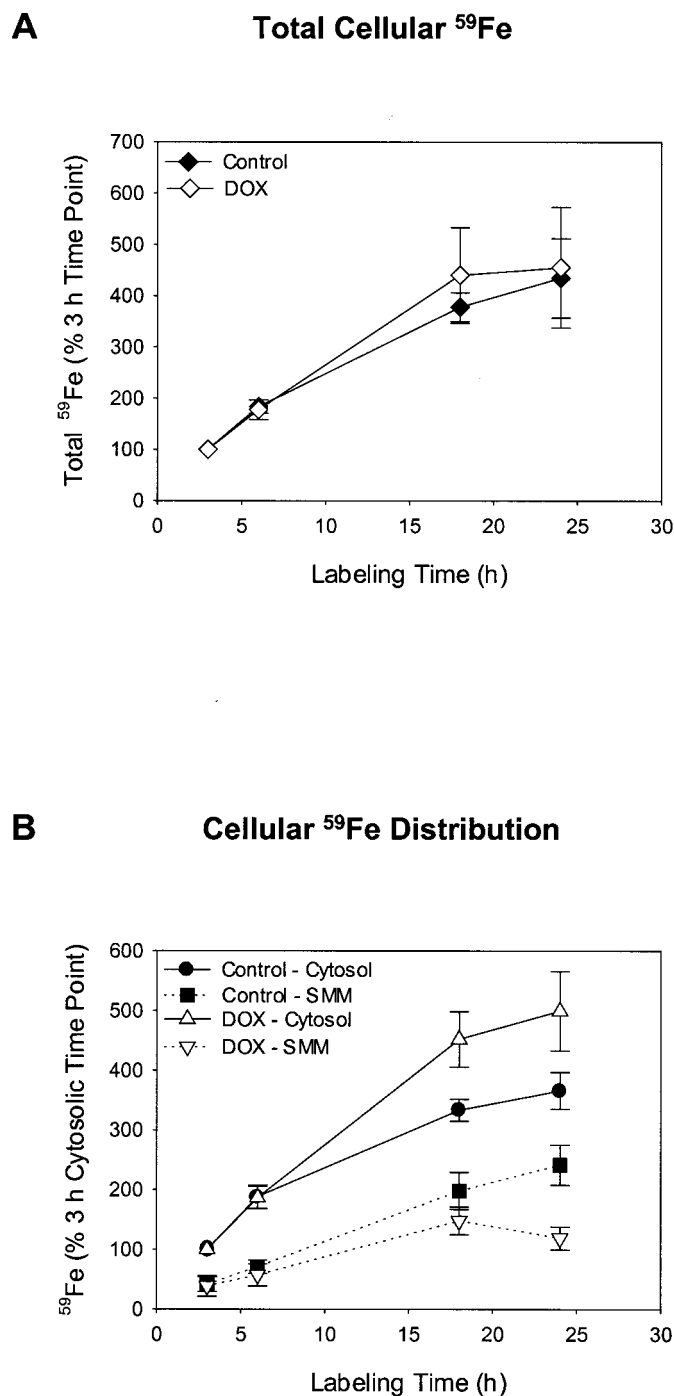 A
Total Cellular ⁵⁹Fe
Total ⁵⁹Fe (% 3 h Time Point)
700
600
500
400
300
200
100
0
Control
DOX
0 5 10 15 20 25 30
Labeling Time (h)
B
Cellular ⁵⁹Fe Distribution
⁵⁹Fe (% 3 h Cytosolic Time Point)
600
500
400
300
200
100
0
Control - Cytosol
Control - SMM
DOX - Cytosol
DOX - SMM
0 5 10 15 20 25 30
Labeling Time (h)